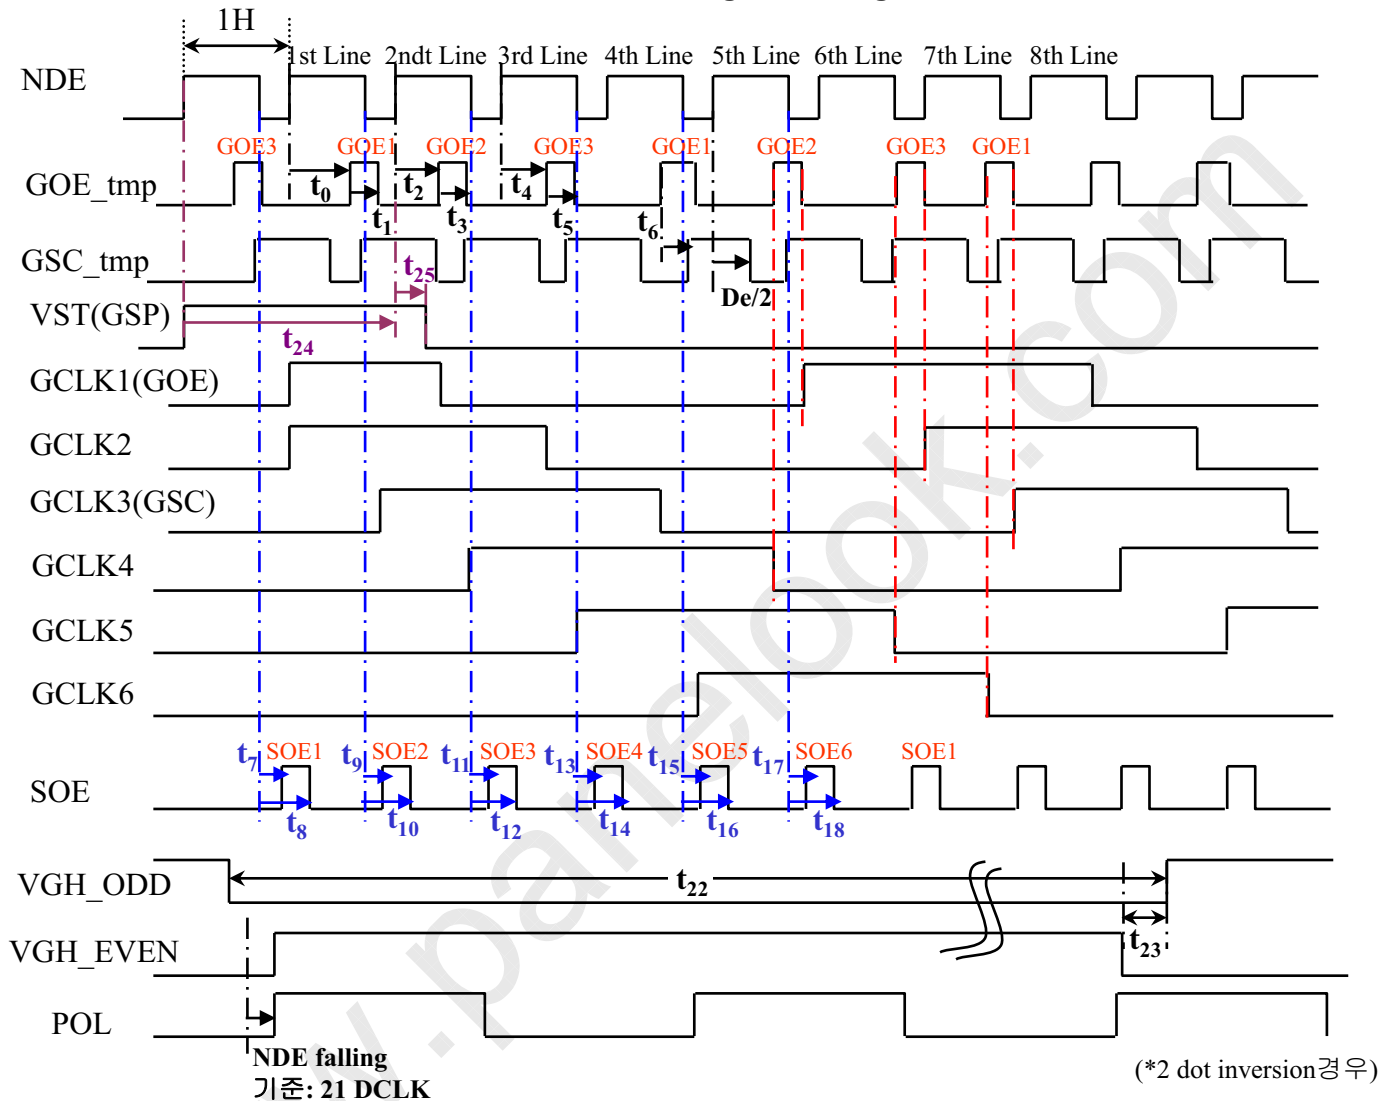 1H
1st Line 2ndt Line 3rd Line 4th Line 5th Line 6th Line 7th Line 8th Line
NDE
GOE3 GOE1 GOE2 GOE3 GOE1 GOE2 GOE3 GOE1
GOE_tmp
t0 t1 t2 t3 t4 t5 t6
GSC_tmp
t25
De/2
VST(GSP)
t24
GCLK1(GOE)
GCLK2
GCLK3(GSC)
GCLK4
GCLK5
GCLK6
t7 SOE1 t9 SOE2 t11 SOE3 t13 SOE4 t15 SOE5 t17 SOE6 SOE1
SOE
t8 t10 t12 t14 t16 t18
VGH_ODD
t22
VGH_EVEN
t23
POL
NDE falling
기준: 21 DCLK
(*2 dot inversion경우)
w.panelook.com